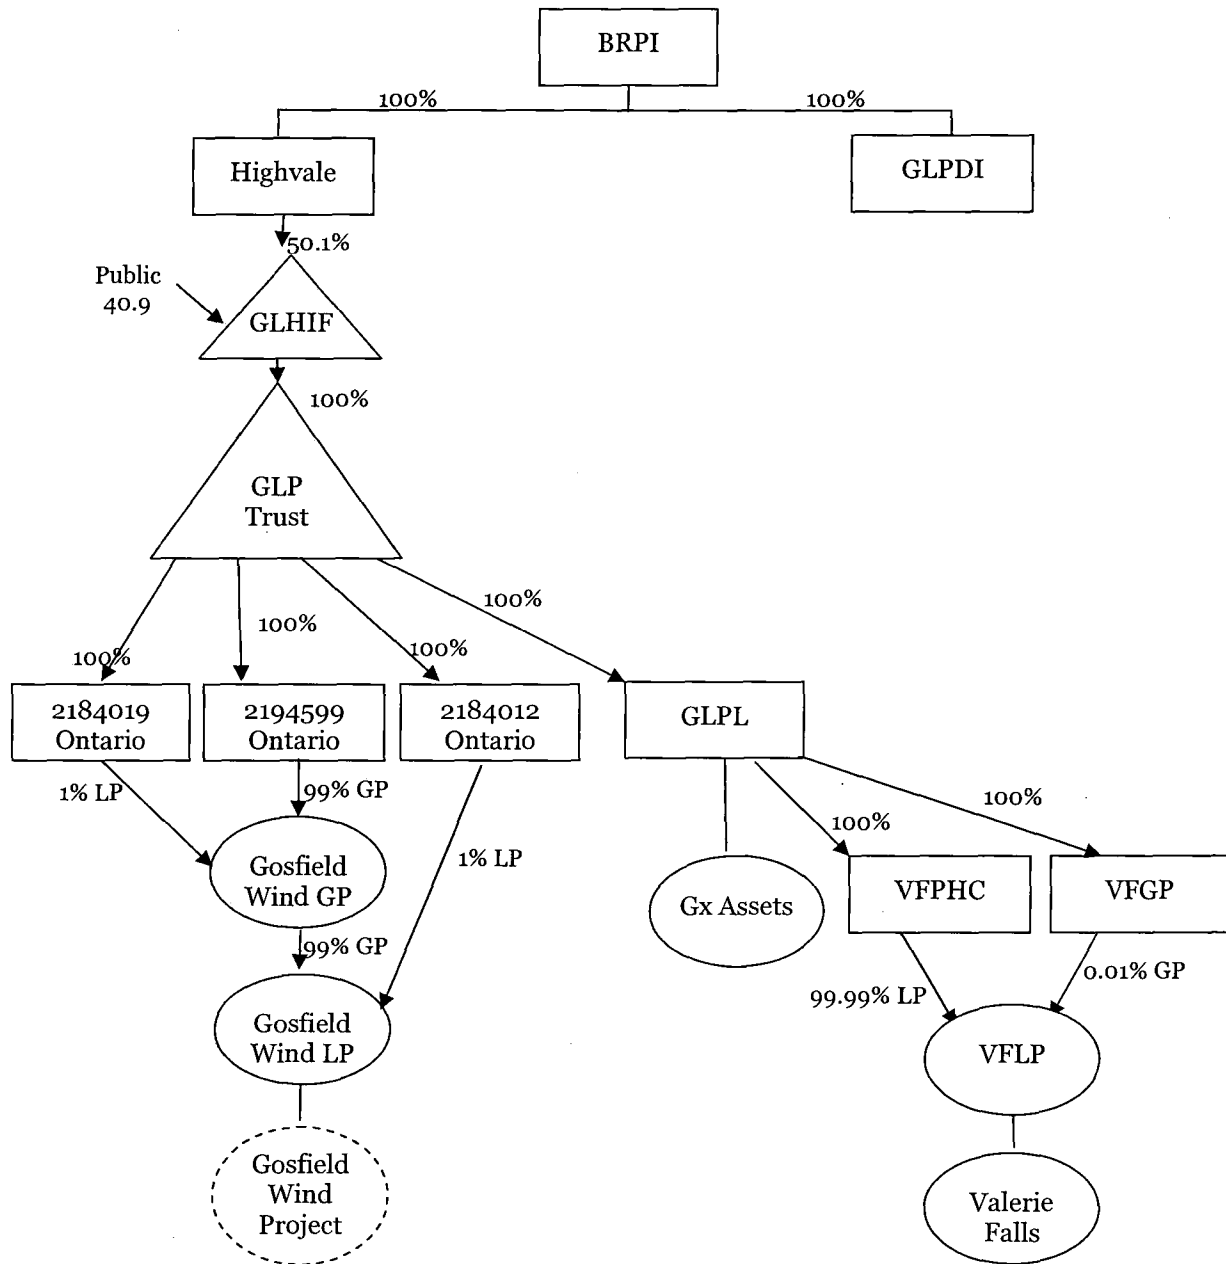 BRPI
100%
100%
Highvale
GLPDI
50.1%
Public
40.9
GLHIF
100%
GLP
Trust
100%
100%
100%
100%
2184019
Ontario
2194599
Ontario
2184012
Ontario
GLPL
1% LP
99% GP
1% LP
100%
100%
Gosfield
Wind GP
Gx Assets
VFPHC
VFGP
99% GP
99.99% LP
0.01% GP
Gosfield
Wind LP
VFLP
Gosfield
Wind
Project
Valerie
Falls